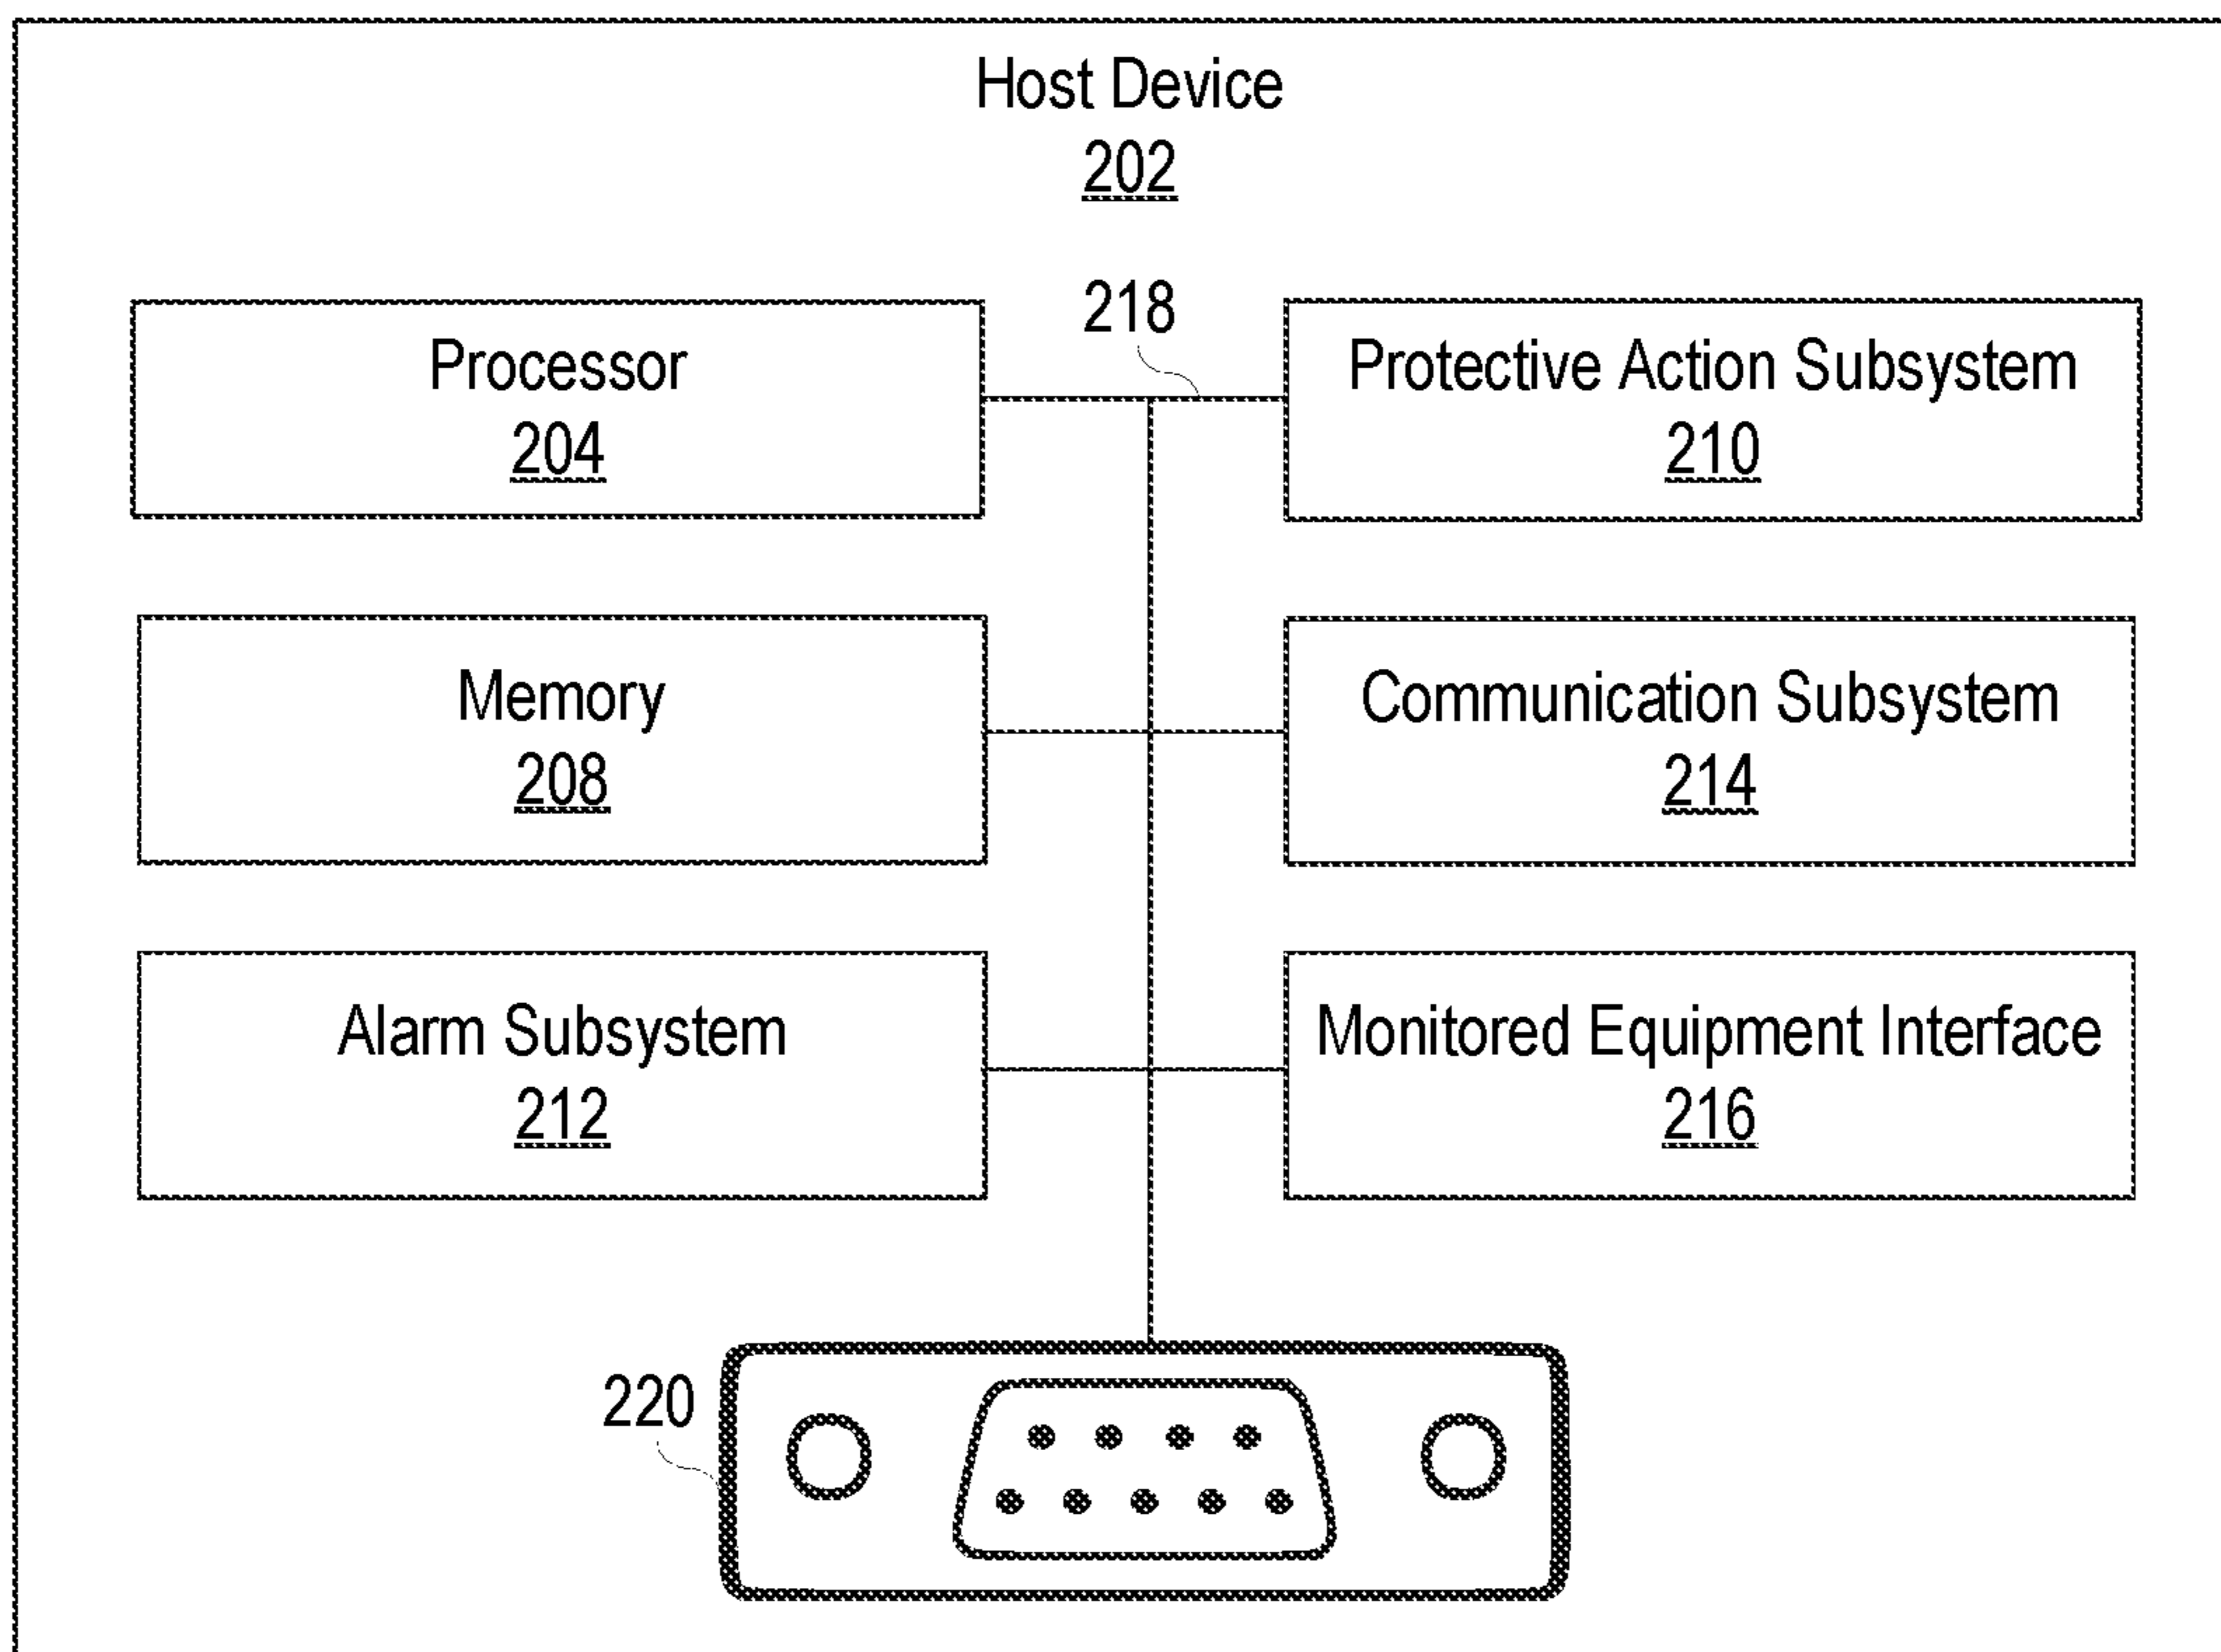 Host Device
202
Processor
204
218
Protective Action Subsystem
210
Memory
208
Communication Subsystem
214
Alarm Subsystem
212
Monitored Equipment Interface
216
220